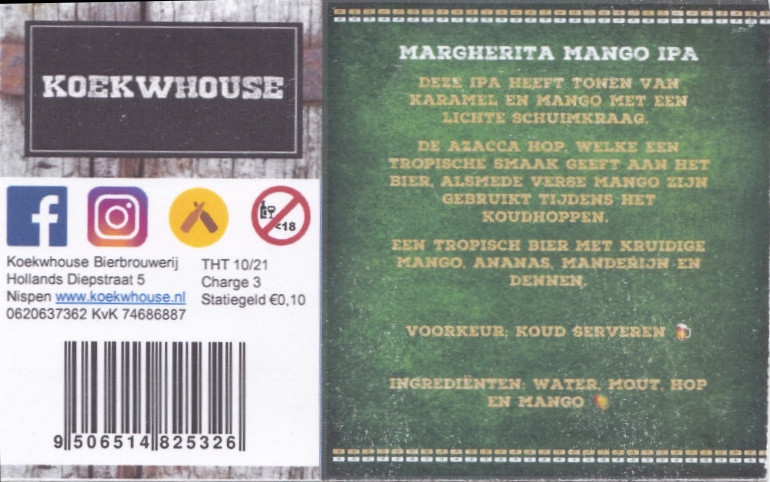 KOEKWHOUSE
<18
Koekwhouse Bierbrouwerij
Hollands Diepstraat 5
Nispen www.koekwhouse.nl
0620637362 KvK 74686887
THT 10/21
Charge 3
Statiegeld €0,10
9 506514 825326
MARGHERITA MANGO IPA
DEZE IPA HEEFT TONEN VAN
KARAMEL EN MANGO MET EEN
LICHTE SCHUIMKRAAG.
DE AZACCA HOP, WELKE EEN
TROPISCHE SMAAK GEEFT AAN HET
BIER, ALSMEDE VERSE MANGO ZIJN
GEBRUIKT TIJDENS HET
KOUDHOPPEN.
EEN TROPISCH BIER MET KRUIDIGE
MANGO, ANANAS, MANDERIJN EN
DENNEN.
VOORKEUR: KOUD SERVEREN
INGREDIËNTEN: WATER, MOUT, HOP
EN MANGO